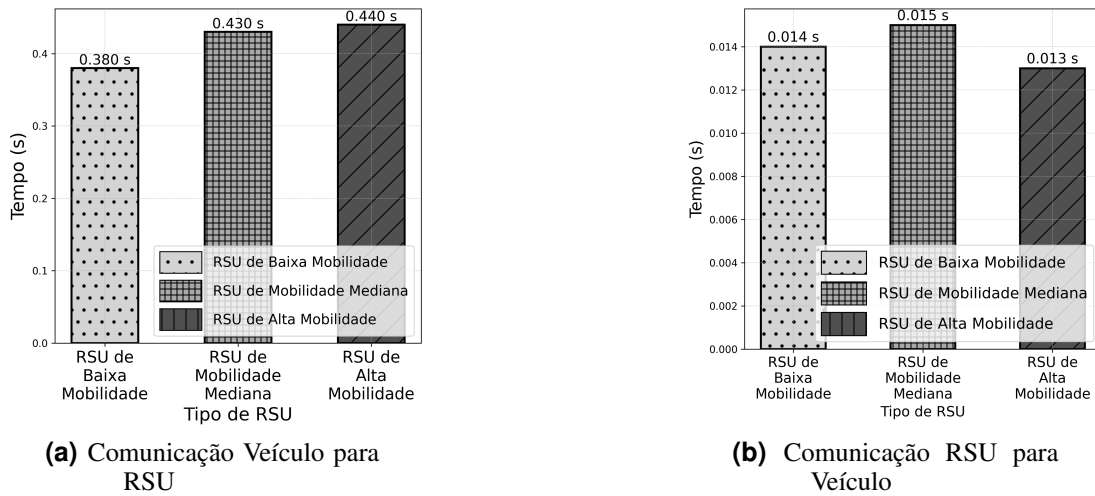 0.380 s
0.430 s
0.440 s
0.4
0.3
0.2
0.1
0.0
Tempo (s)
RSU de Baixa Mobilidade
RSU de Mobilidade Mediana
RSU de Alta Mobilidade
RSU de
Baixa
Mobilidade
RSU de
Mobilidade
Mediana
RSU de
Alta
Mobilidade
Tipo de RSU
(a) Comunicação Veículo para
RSU
0.014 s
0.015 s
0.013 s
0.014
0.012
0.010
0.008
0.006
0.004
0.002
0.000
Tempo (s)
RSU de Baixa Mobilidade
RSU de Mobilidade Mediana
RSU de Alta Mobilidade
RSU de
Baixa
Mobilidade
RSU de
Mobilidade
Mediana
RSU de
Alta
Mobilidade
Tipo de RSU
(b) Comunicação RSU para
Veículo